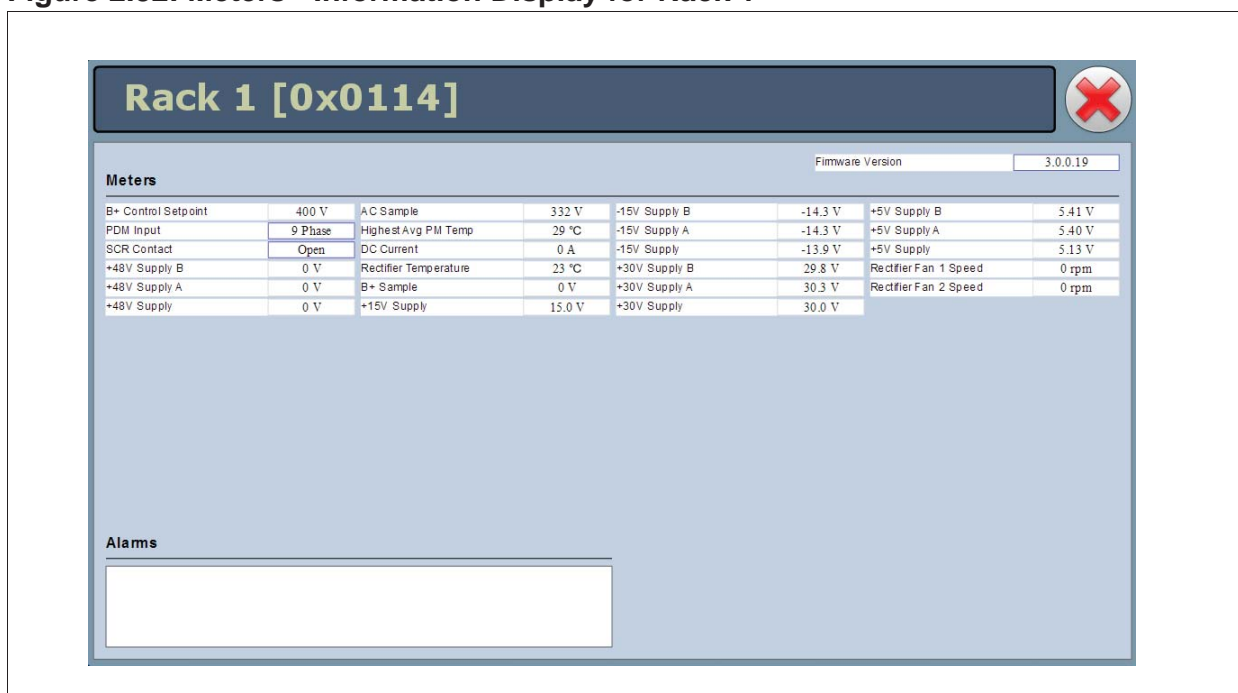 Rack 1 [0x0114]
Firmware Version 3.0.0.19
Meters
B+ Control Setpoint 400 V AC Sample 332 V -15V Supply B -14.3 V +5V Supply B 5.41 V
PDM Input 9 Phase Highest Avg PM Temp 29 °C -15V Supply A -14.3 V +5V Supply A 5.40 V
SCR Contact Open DC Current 0 A -15V Supply -13.9 V +5V Supply 5.13 V
+48V Supply B 0 V Rectifier Temperature 23 °C +30V Supply B 29.8 V Rectifier Fan 1 Speed 0 rpm
+48V Supply A 0 V B+ Sample 0 V +30V Supply A 30.3 V Rectifier Fan 2 Speed 0 rpm
+48V Supply 0 V +15V Supply 15.0 V +30V Supply 30.0 V
Alarms